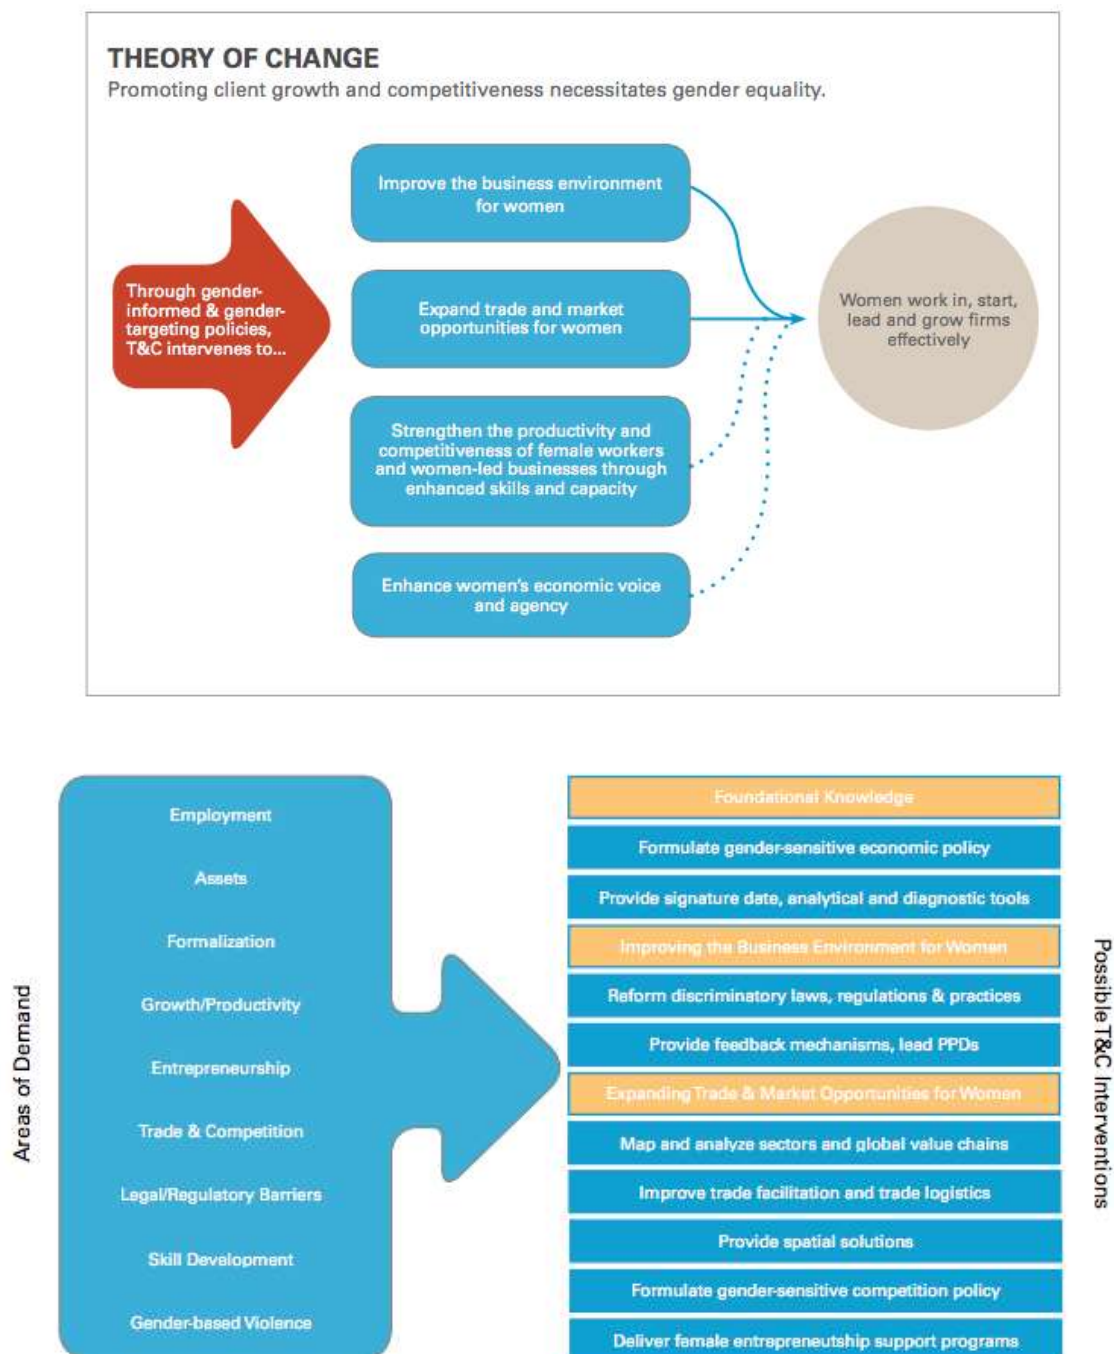 THEORY OF CHANGE
Promoting client growth and competitiveness necessitates gender equality.
Through gender-
informed & gender-
targeting policies,
T&C intervenes to...
Improve the business environment
for women
Expand trade and market
opportunities for women
Strengthen the productivity and
competitiveness of female workers
and women-led businesses through
enhanced skills and capacity
Enhance women's economic voice
and agency
Women work in, start,
lead and grow firms
effectively
Areas of Demand
Employment
Assets
Formalization
Growth/Productivity
Entrepreneurship
Trade & Competition
Legal/Regulatory Barriers
Skill Development
Gender-based Violence
Foundational Knowledge
Formulate gender-sensitive economic policy
Provide signature date, analytical and diagnostic tools
Improving the Business Environment for Women
Reform discriminatory laws, regulations & practices
Provide feedback mechanisms, lead PPDs
Expanding Trade & Market Opportunities for Women
Map and analyze sectors and global value chains
Improve trade facilitation and trade logistics
Provide spatial solutions
Formulate gender-sensitive competition policy
Deliver female entrepreneutship support programs
Possible T&C Interventions